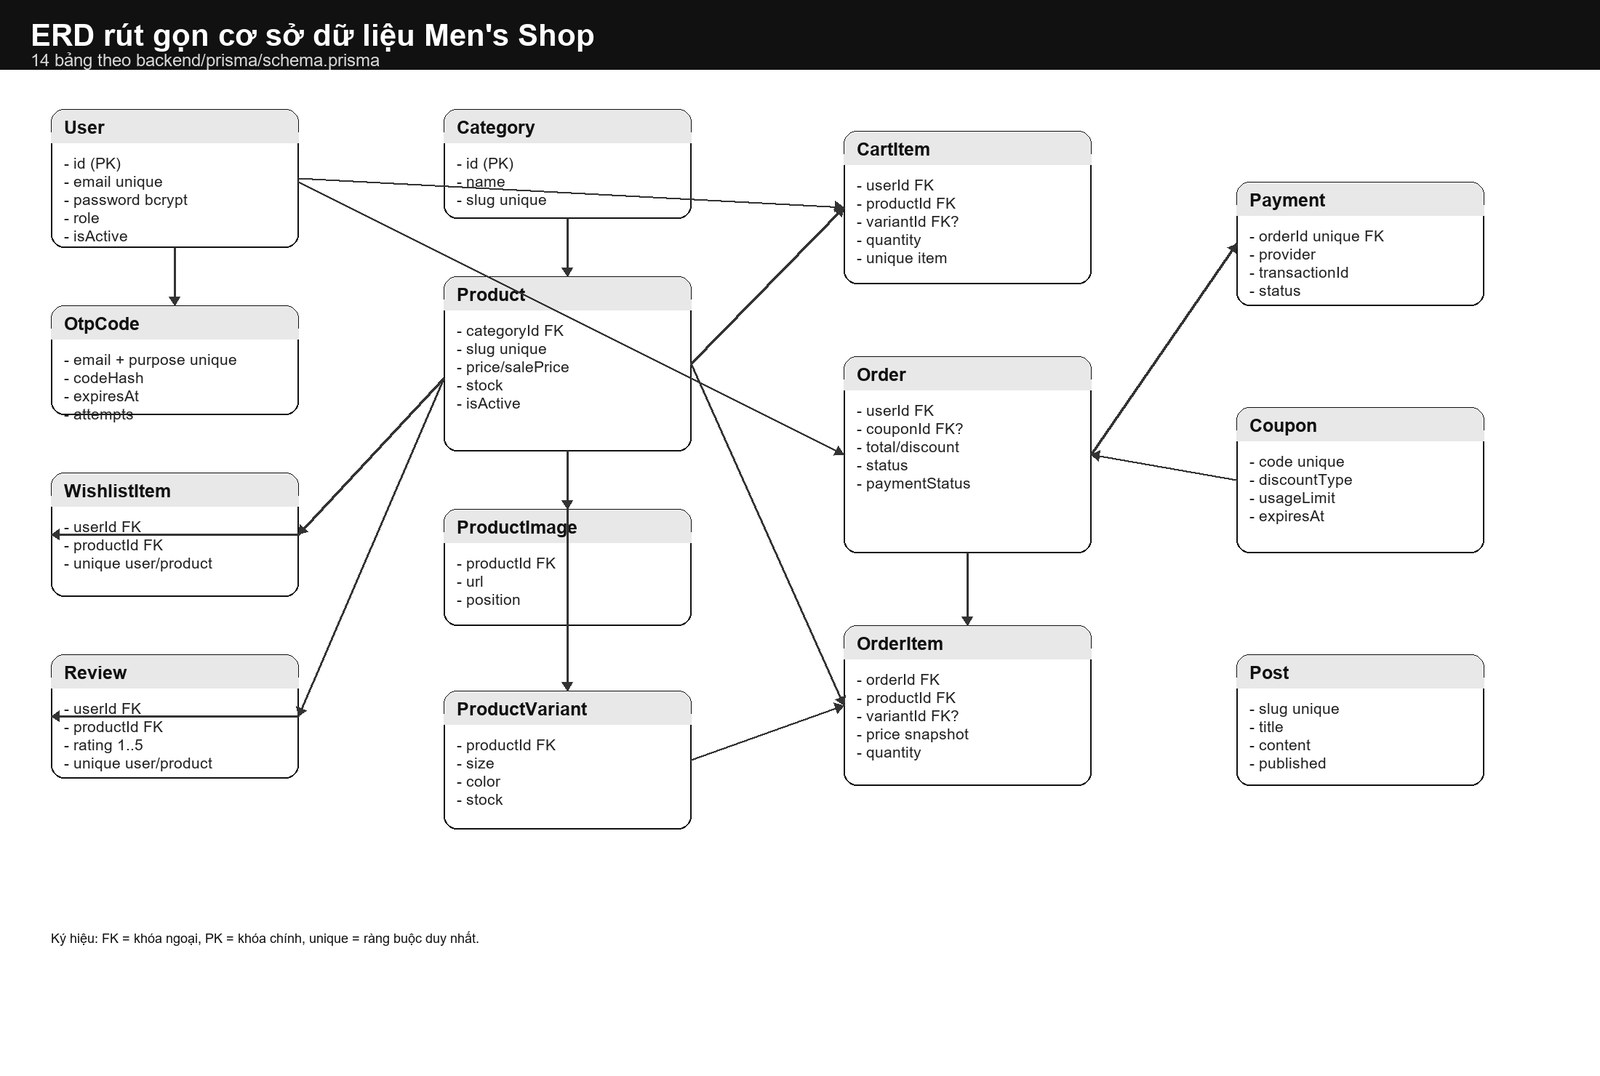 ERD rút gọn cơ sở dữ liệu Men's Shop
14 bảng theo backend/prisma/schema.prisma
User
- id (PK)
- email unique
- password bcrypt
- role
- isActive
OtpCode
- email + purpose unique
- codeHash
- expiresAt
- attempts
WishlistItem
- userId FK
- productId FK
- unique user/product
Review
- userId FK
- productId FK
- rating 1..5
- unique user/product
Category
- id (PK)
- name
- slug unique
Product
- categoryId FK
- slug unique
- price/salePrice
- stock
- isActive
ProductImage
- productId FK
- url
- position
ProductVariant
- productId FK
- size
- color
- stock
CartItem
- userId FK
- productId FK
- variantId FK?
- quantity
- unique item
Order
- userId FK
- couponId FK?
- total/discount
- status
- paymentStatus
OrderItem
- orderId FK
- productId FK
- variantId FK?
- price snapshot
- quantity
Payment
- orderId unique FK
- provider
- transactionId
- status
Coupon
- code unique
- discountType
- usageLimit
- expiresAt
Post
- slug unique
- title
- content
- published
Ký hiệu: FK = khóa ngoại, PK = khóa chính, unique = ràng buộc duy nhất.